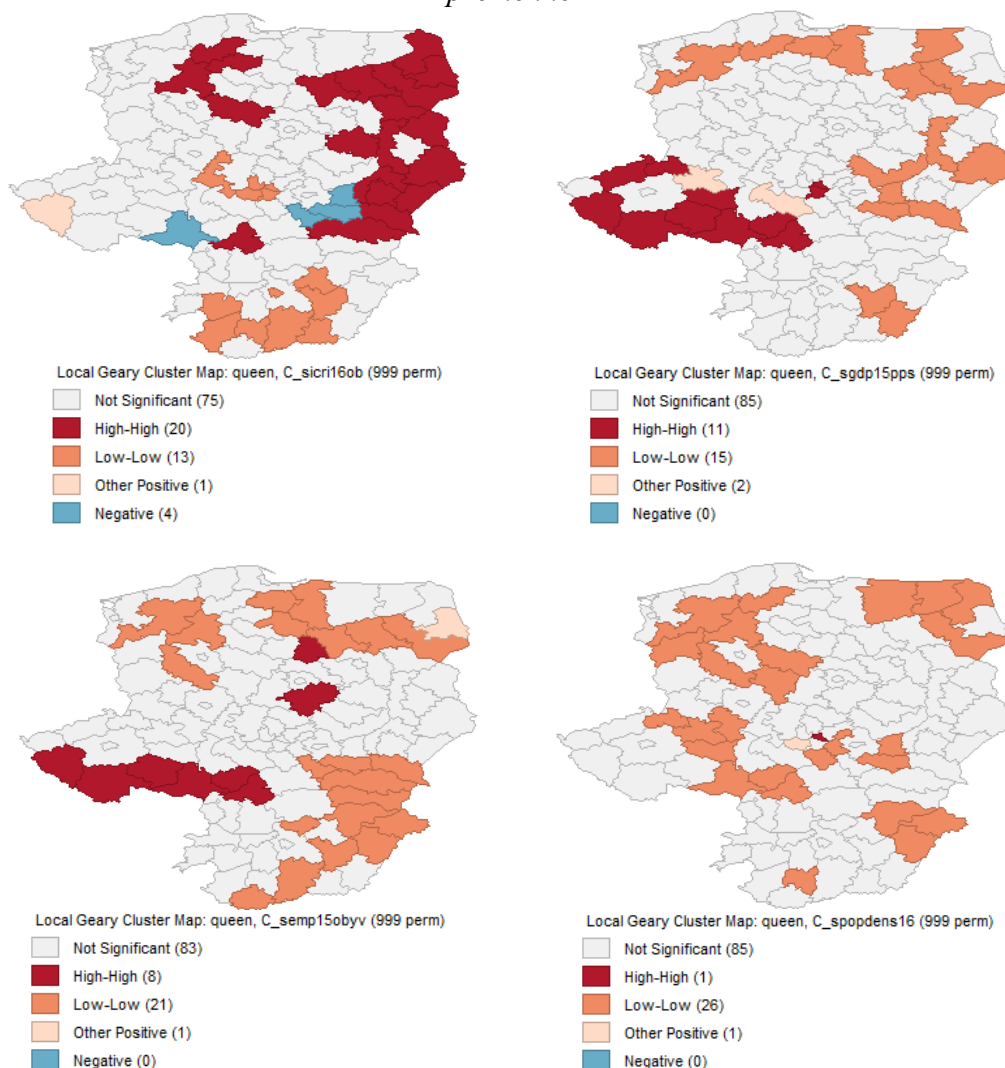 Local Geary Cluster Map: queen, C_sicri16ob (999 perm)
Not Significant (75)
High-High (20)
Low-Low (13)
Other Positive (1)
Negative (4)
Local Geary Cluster Map: queen, C_sgdp15pps (999 perm)
Not Significant (85)
High-High (11)
Low-Low (15)
Other Positive (2)
Negative (0)
Local Geary Cluster Map: queen, C_semp15obyv (999 perm)
Not Significant (83)
High-High (8)
Low-Low (21)
Other Positive (1)
Negative (0)
Local Geary Cluster Map: queen, C_spopdens16 (999 perm)
Not Significant (85)
High-High (1)
Low-Low (26)
Other Positive (1)
Negative (0)